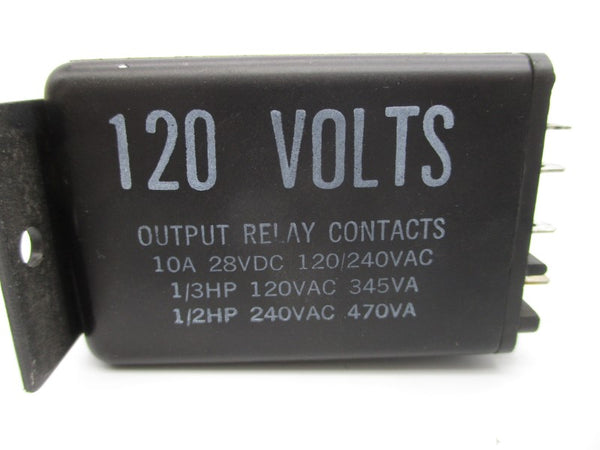 120 VOLTS
OUTPUT RELAY CONTACTS
10A 28VDC 120/240VAC
1/3HP 120VAC 345VA
1/2HP 240VAC 470VA